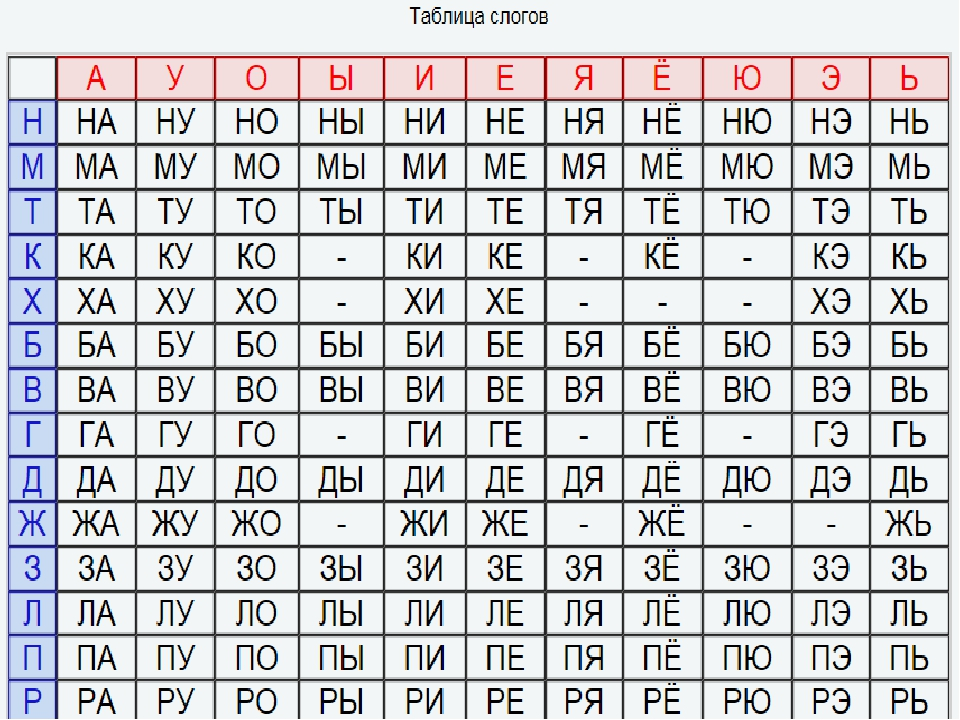 Таблица слогов
А У О Ы И Е Я Ё Ю Э Ь
Н НА НУ НО НЫ НИ НЕ НЯ НЁ НЮ НЭ НЬ
М МА МУ МО МЫ МИ МЕ МЯ МЁ МЮ МЭ МЬ
Т ТА ТУ ТО ТЫ ТИ ТЕ ТЯ ТЁ ТЮ ТЭ ТЬ
К КА КУ КО - КИ КЕ - КЁ - КЭ КЬ
Х ХА ХУ ХО - ХИ ХЕ - - - ХЭ ХЬ
Б БА БУ БО БЫ БИ БЕ БЯ БЁ БЮ БЭ БЬ
В ВА ВУ ВО ВЫ ВИ ВЕ ВЯ ВЁ ВЮ ВЭ ВЬ
Г ГА ГУ ГО - ГИ ГЕ - ГЁ - ГЭ ГЬ
Д ДА ДУ ДО ДЫ ДИ ДЕ ДЯ ДЁ ДЮ ДЭ ДЬ
Ж ЖА ЖУ ЖО - ЖИ ЖЕ - ЖЁ - - ЖЬ
З ЗА ЗУ ЗО ЗЫ ЗИ ЗЕ ЗЯ ЗЁ ЗЮ ЗЭ ЗЬ
Л ЛА ЛУ ЛО ЛЫ ЛИ ЛЕ ЛЯ ЛЁ ЛЮ ЛЭ ЛЬ
П ПА ПУ ПО ПЫ ПИ ПЕ ПЯ ПЁ ПЮ ПЭ ПЬ
Р РА РУ РО РЫ РИ РЕ РЯ РЁ РЮ РЭ РЬ